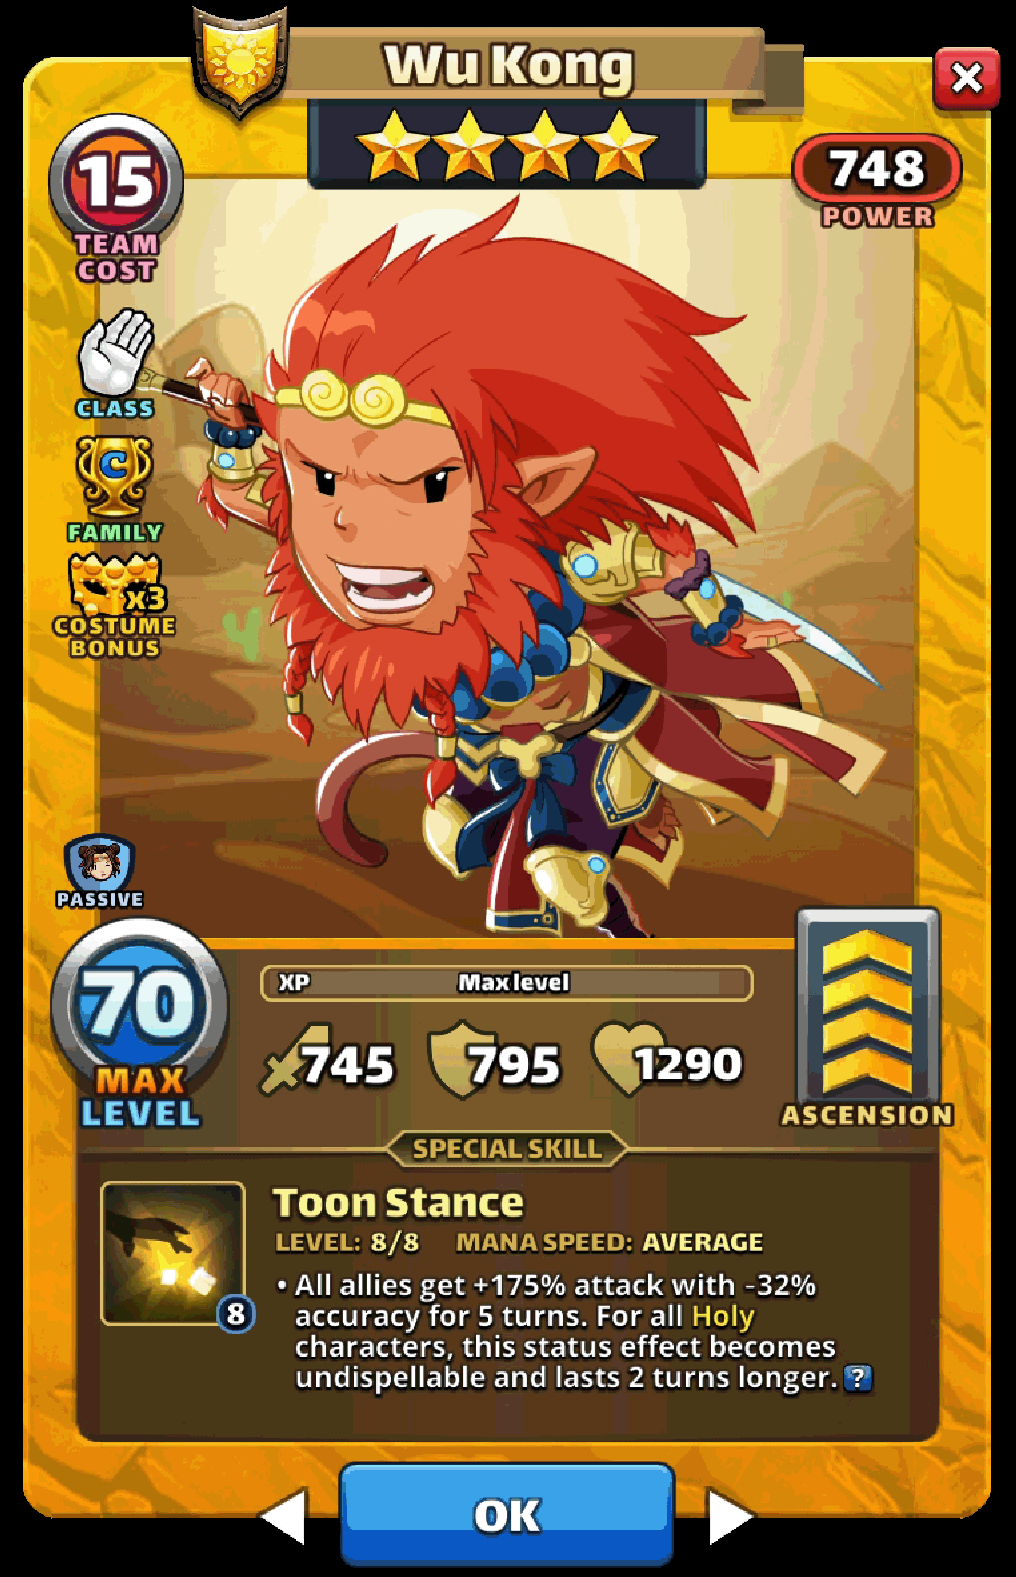 Wu Kong
15
TEAM
COST
748
POWER
CLASS
C
FAMILY
x3
COSTUME
BONUS
PASSIVE
70
MAX
LEVEL
XP Max level
745 795 1290
ASCENSION
SPECIAL SKILL
Toon Stance
LEVEL: 8/8 MANA SPEED: AVERAGE
8
• All allies get +175% attack with -32%
accuracy for 5 turns. For all Holy
characters, this status effect becomes
undispellable and lasts 2 turns longer. ?
OK